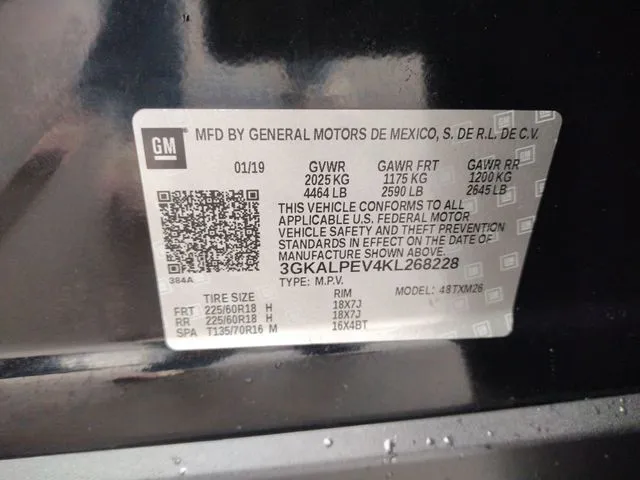 GM
MFD BY GENERAL MOTORS DE MEXICO, S. DE R.L. DE C.V.
01/19 GVWR GAWR FRT GAWR RR
2025 KG 1175 KG 1200 KG
4464 LB 2590 LB 2645 LB
THIS VEHICLE CONFORMS TO ALL
APPLICABLE U.S. FEDERAL MOTOR
VEHICLE SAFETY AND THEFT
PREVENTION STANDARDS IN
EFFECT ON THE DATE OF
MANUFACTURE SHOWN ABOVE.
384A
3GKALPEV4KL268228
TYPE: M.P.V. MODEL: 48TXM26
TIRE SIZE RIM
FRT 225/60R18 H 18X7J
RR 225/60R18 H 18X7J
SPA T135/70R16 M 16X4BT